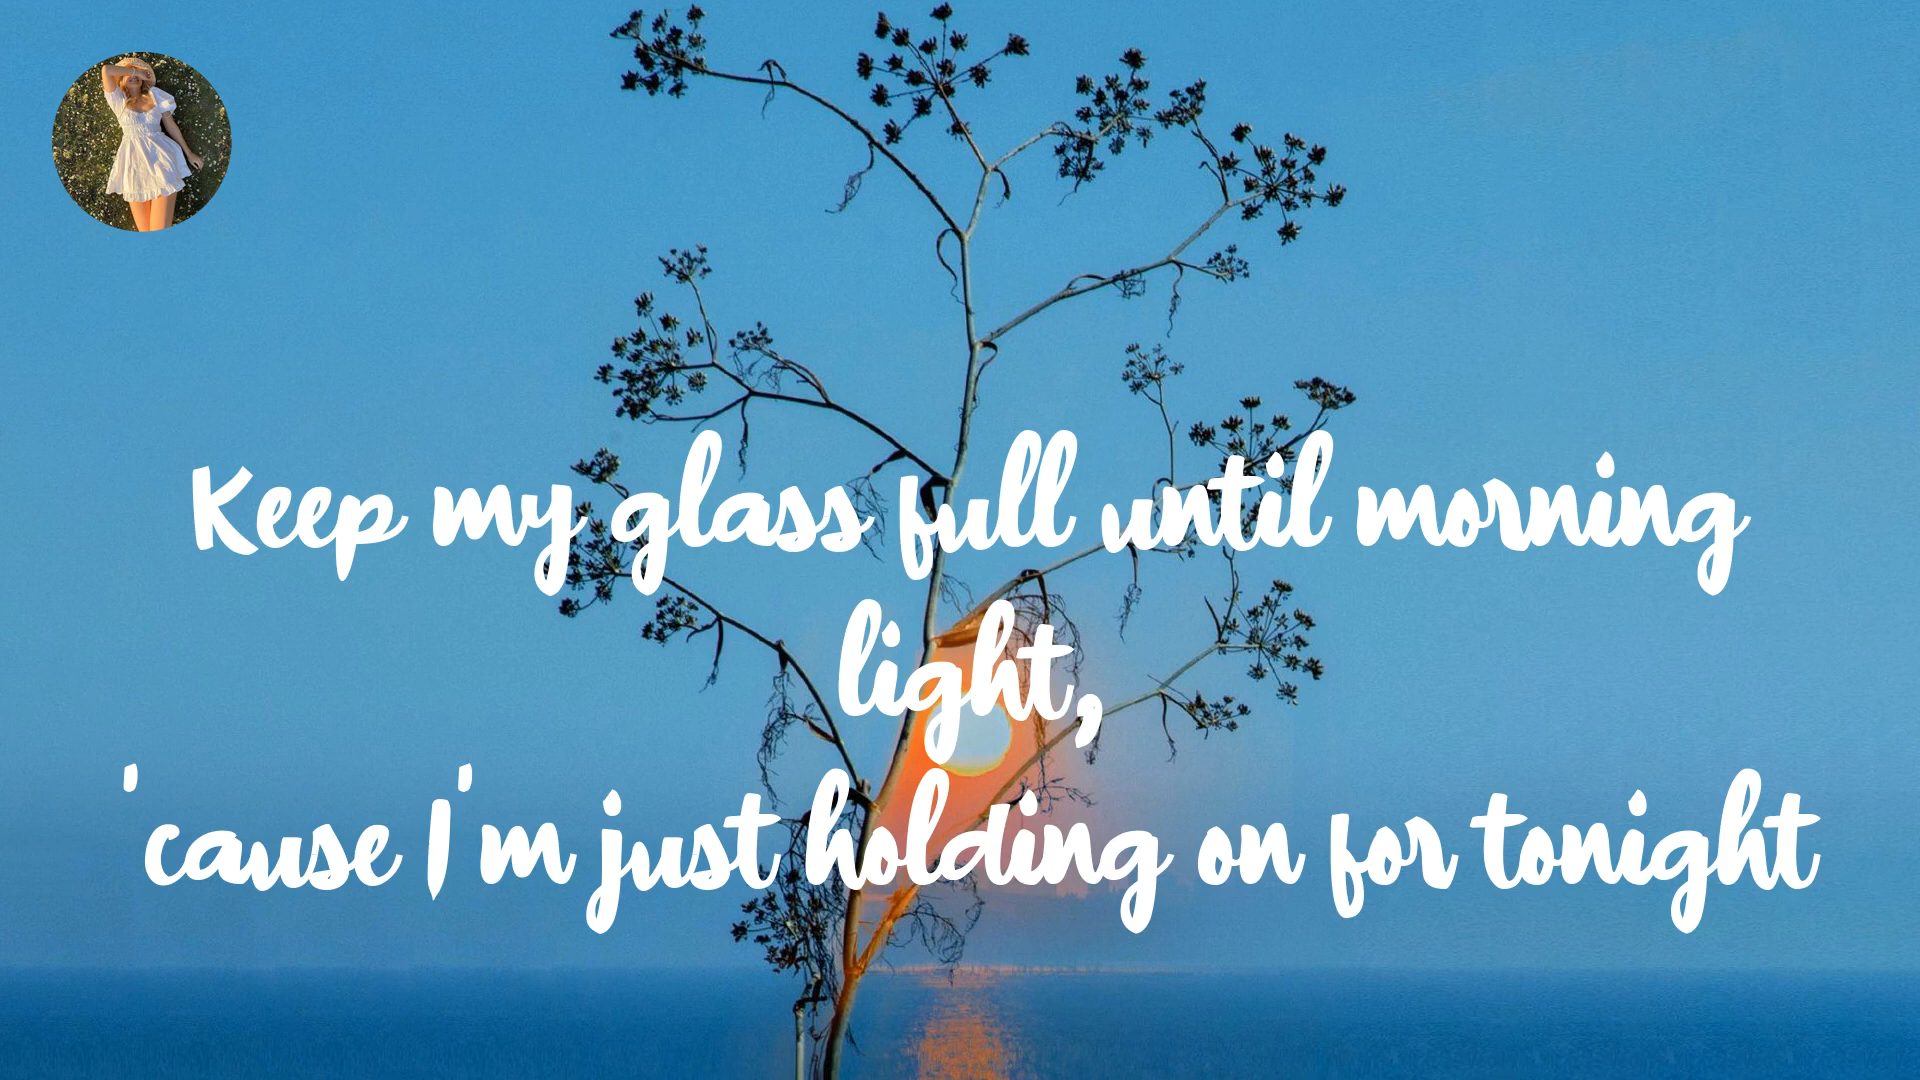 Keep my glass full until morning
light,
'cause I'm just holding on for tonight